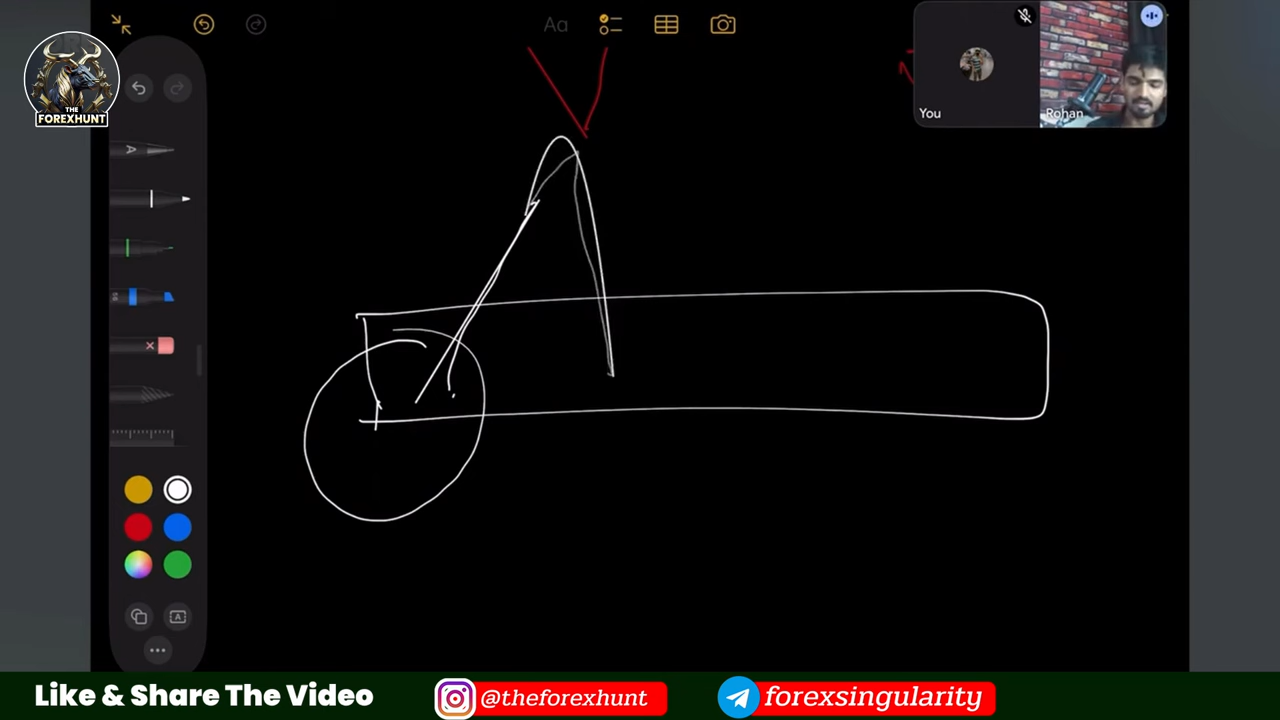 Aa
THE
FOREXHUNT
You
Rohan
A
A
Like & Share The Video
@theforexhunt
forexsingularity